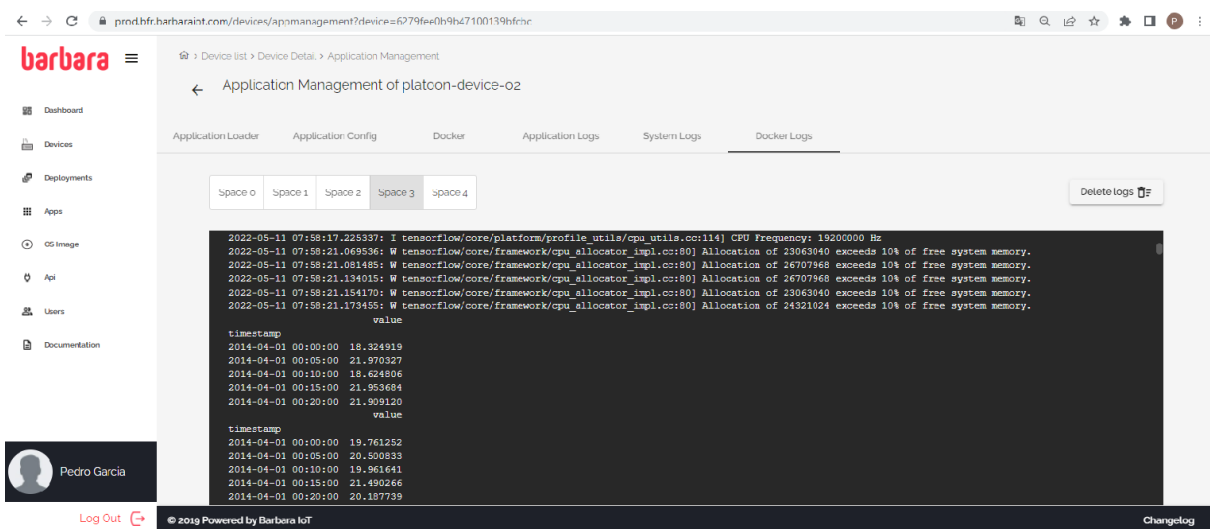 prod.bfr.barbaraiot.com/devices/appmanagement?device=6279fee0b9b47100139bfcbc
P
barbara
Device list > Device Detail > Application Management
Application Management of platoon-device-02
Dashboard
Devices
Deployments
Apps
OS Image
Api
Users
Documentation
Application Loader Application Config Docker Application Logs System Logs Docker Logs
Space 0 Space 1 Space 2 Space 3 Space 4
Delete logs
2022-05-11 07:58:17.225337: I tensorflow/core/platform/profile_utils/cpu_utils.cc:114] CPU Frequency: 19200000 Hz
2022-05-11 07:58:21.069536: W tensorflow/core/framework/cpu_allocator_impl.cc:80] Allocation of 23063040 exceeds 10% of free system memory.
2022-05-11 07:58:21.081485: W tensorflow/core/framework/cpu_allocator_impl.cc:80] Allocation of 26707968 exceeds 10% of free system memory.
2022-05-11 07:58:21.134015: W tensorflow/core/framework/cpu_allocator_impl.cc:80] Allocation of 26707968 exceeds 10% of free system memory.
2022-05-11 07:58:21.154170: W tensorflow/core/framework/cpu_allocator_impl.cc:80] Allocation of 23063040 exceeds 10% of free system memory.
2022-05-11 07:58:21.173455: W tensorflow/core/framework/cpu_allocator_impl.cc:80] Allocation of 24321024 exceeds 10% of free system memory.
value
timestamp
2014-04-01 00:00:00 18.324919
2014-04-01 00:05:00 21.970327
2014-04-01 00:10:00 18.624806
2014-04-01 00:15:00 21.953684
2014-04-01 00:20:00 21.909120
value
timestamp
2014-04-01 00:00:00 19.761252
2014-04-01 00:05:00 20.500833
2014-04-01 00:10:00 19.961641
2014-04-01 00:15:00 21.490266
2014-04-01 00:20:00 20.187739
Pedro Garcia
Log Out
© 2019 Powered by Barbara IoT
Changelog